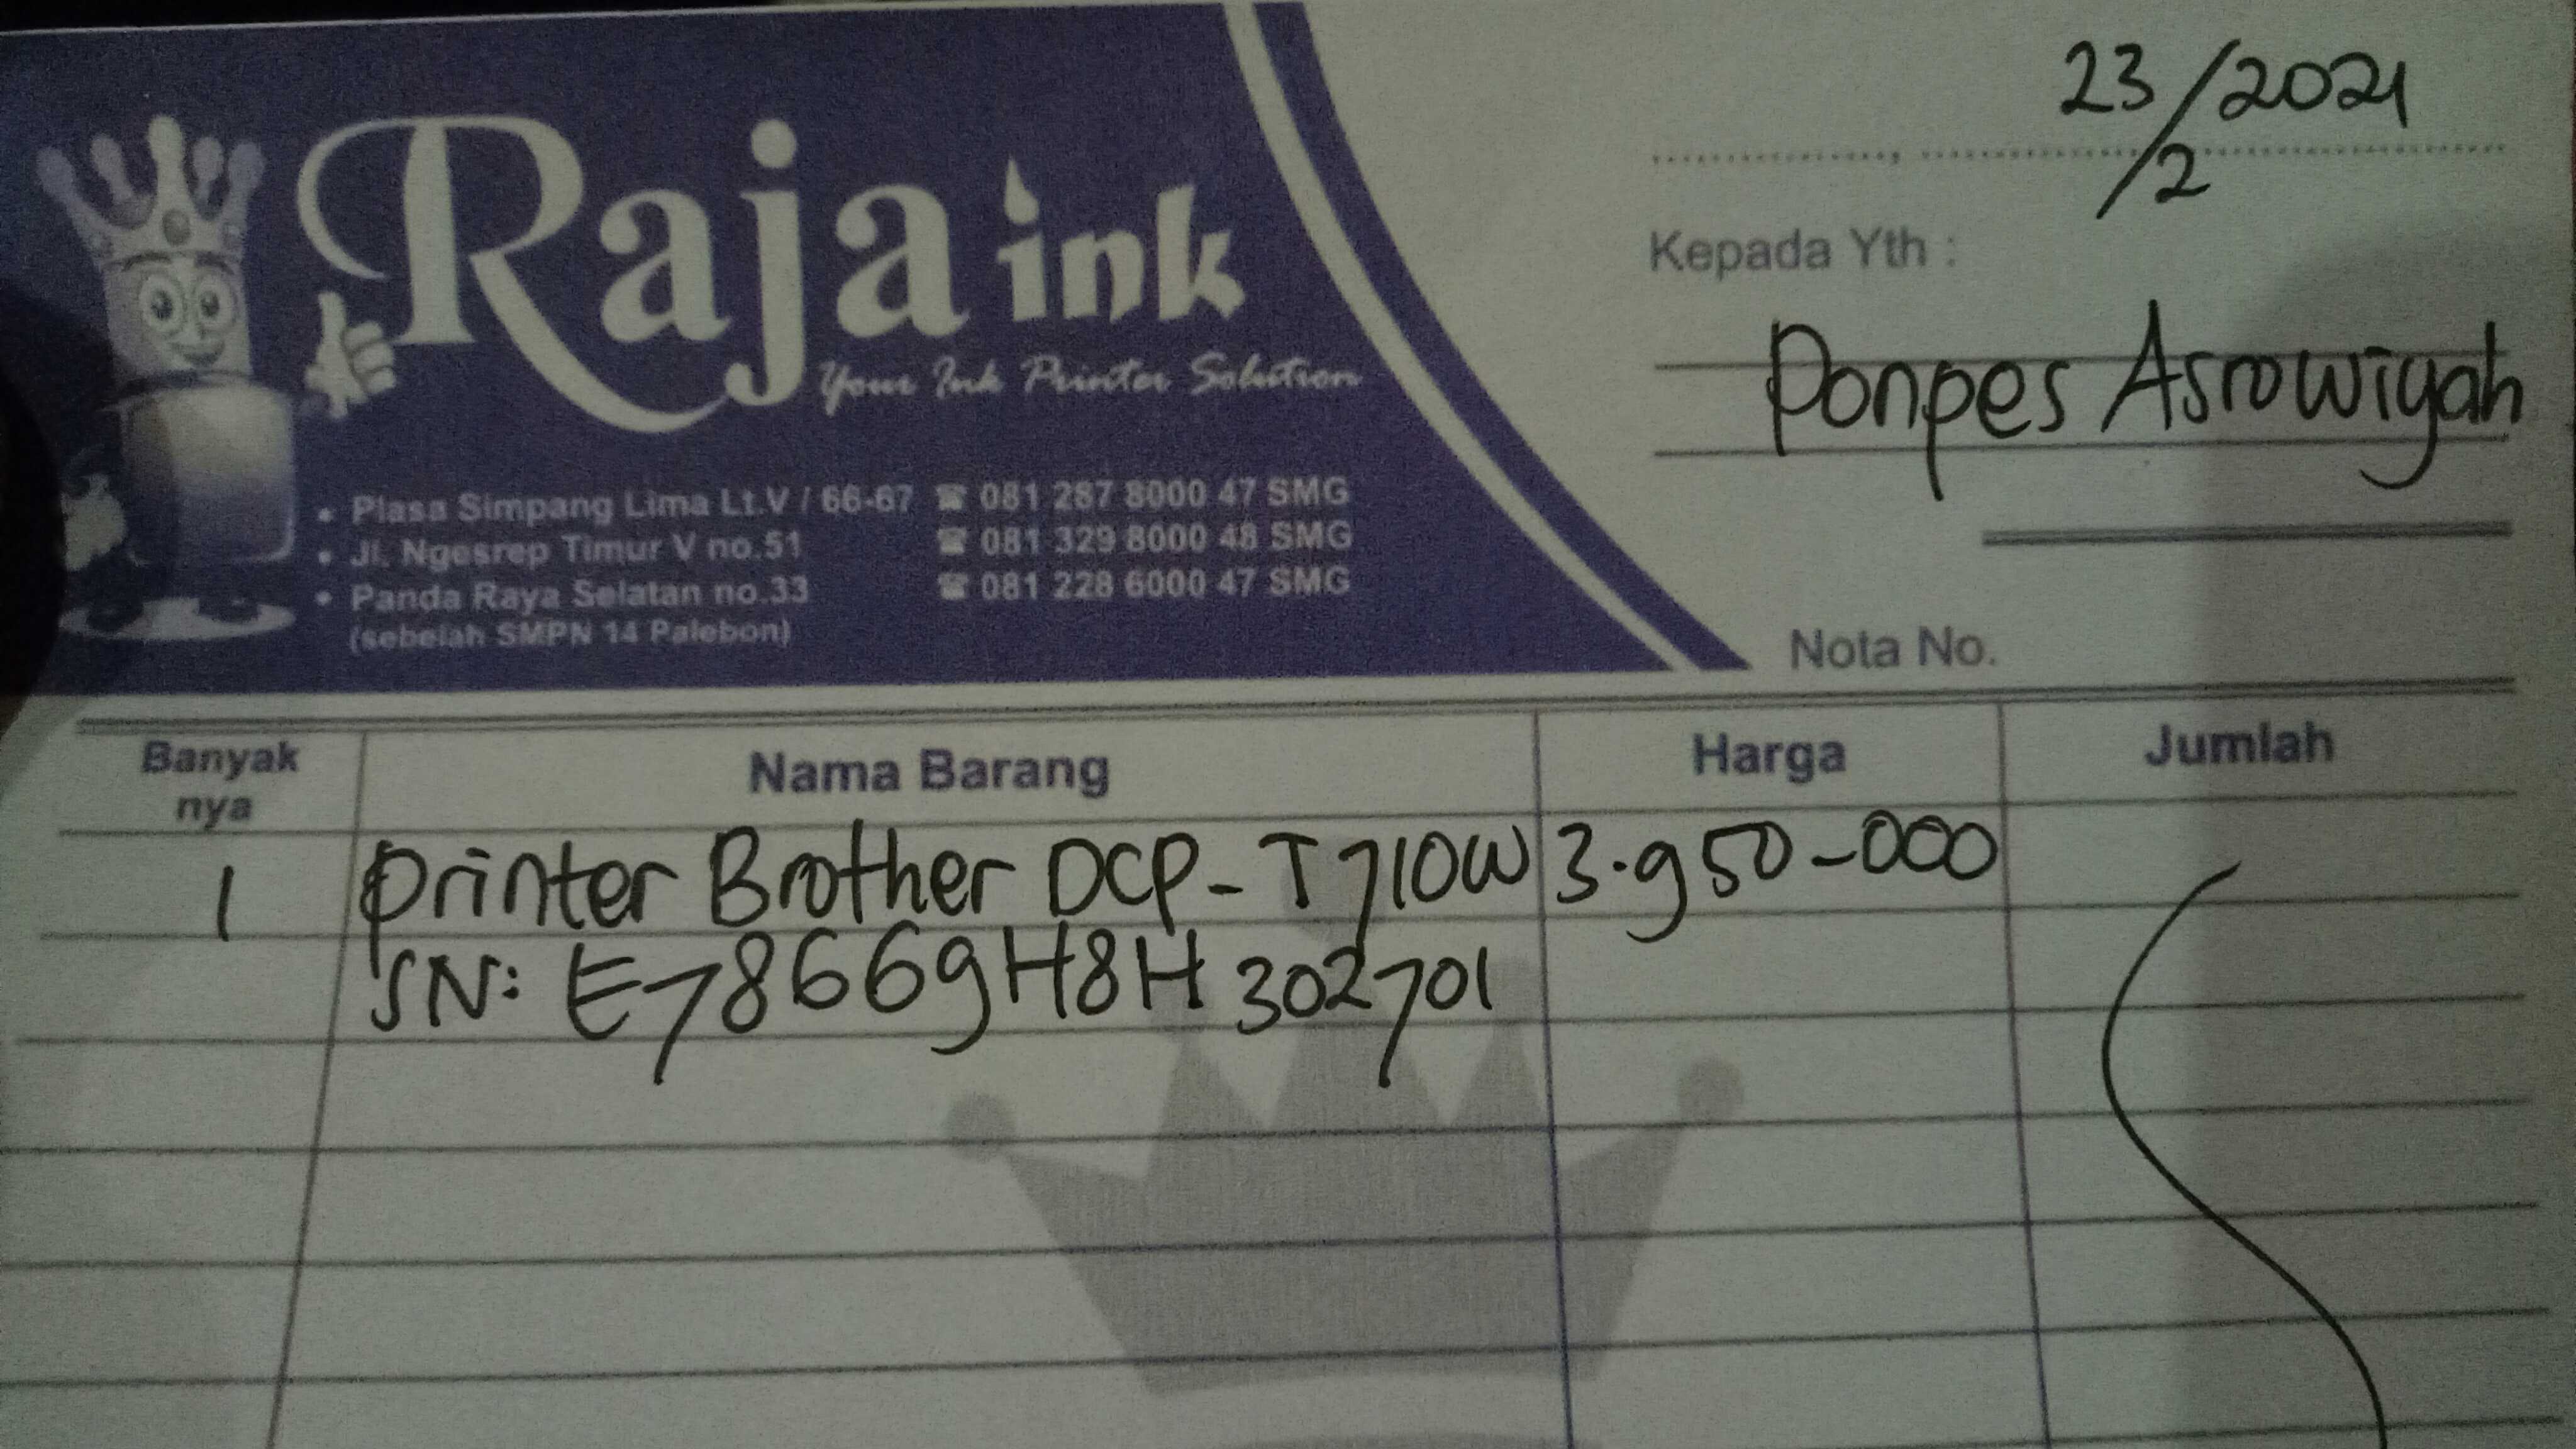 Raja ink
Your Ink Printer Solution
• Plasa Simpang Lima Lt.V / 66-67 ☎ 081 287 8000 47 SMG
• Jl. Ngesrep Timur V no.51 ☎ 081 329 8000 48 SMG
• Panda Raya Selatan no.33 ☎ 081 228 6000 47 SMG
(sebelah SMPN 14 Palebon)
23/2/2021
Kepada Yth :
Ponpes Asrowiyah
Nota No.
Banyak nya Nama Barang Harga Jumlah
1 Printer Brother DCP-T710W 3.950-000
SN: E78669H8H302701